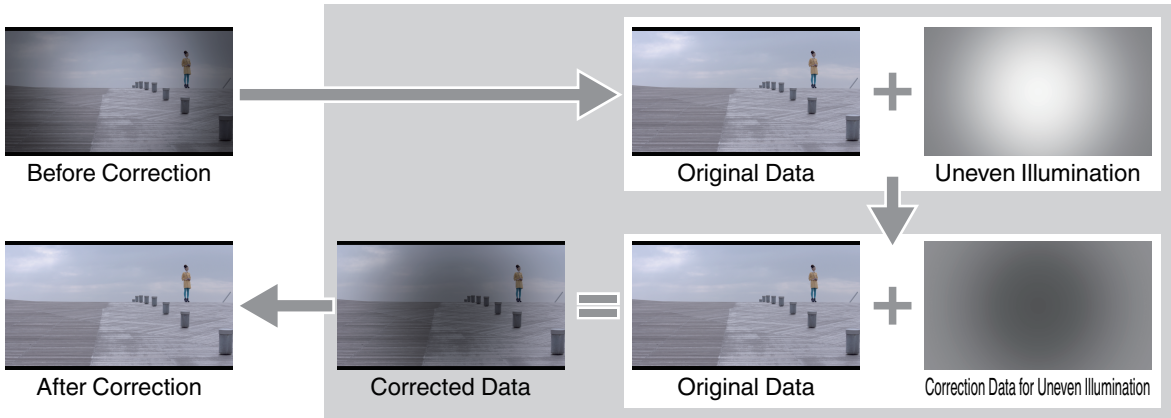 Before Correction
Original Data
Uneven Illumination
After Correction
Corrected Data
Original Data
Correction Data for Uneven Illumination